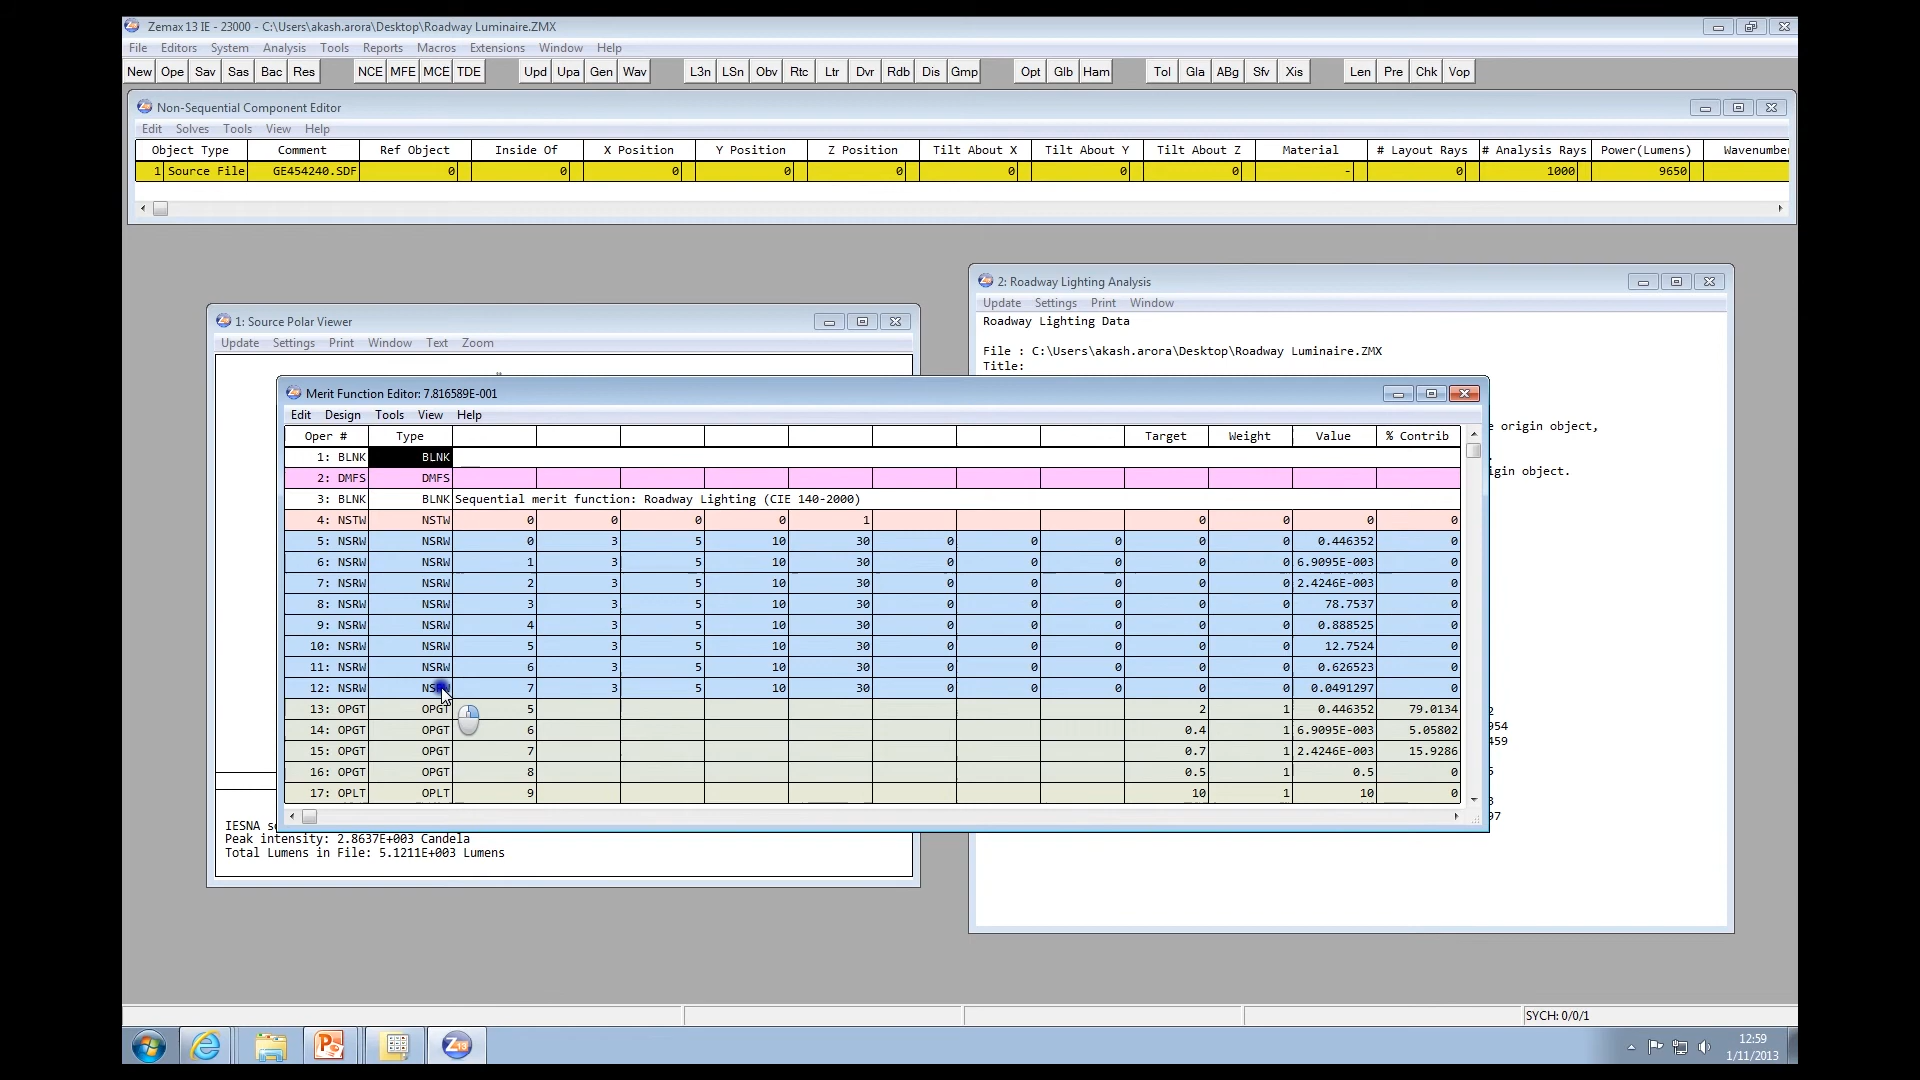 Zemax 13 IE - 23000 - C:\Users\akash.arora\Desktop\Roadway Luminaire.ZMX
File Editors System Analysis Tools Reports Macros Extensions Window Help
New Ope Sav Sas Bac Res NCE MFE MCE TDE Upd Upa Gen Wav L3n LSn Obv Rtc Ltr Dvr Rdb Dis Gmp Opt Glb Ham Tol Gla ABg Sfv Xis Len Pre Chk Vop
Non-Sequential Component Editor
Edit Solves Tools View Help
Object Type Comment Ref Object Inside Of X Position Y Position Z Position Tilt About X Tilt About Y Tilt About Z Material # Layout Rays # Analysis Rays Power(Lumens) Wavenumbe
1 Source File GE454240.SDF 0 0 0 0 0 0 0 0 - 0 1000 9650
2: Roadway Lighting Analysis
Update Settings Print Window
Roadway Lighting Data
File : C:\Users\akash.arora\Desktop\Roadway Luminaire.ZMX
Title:
e origin object,
igin object.
1: Source Polar Viewer
Update Settings Print Window Text Zoom
Merit Function Editor: 7.816589E-001
Edit Design Tools View Help
Oper # Type Target Weight Value % Contrib
1: BLNK BLNK
2: DMFS DMFS
3: BLNK BLNK Sequential merit function: Roadway Lighting (CIE 140-2000)
4: NSTW NSTW 0 0 0 0 1 0 0 0 0
5: NSRW NSRW 0 3 5 10 30 0 0 0 0 0 0.446352 0
6: NSRW NSRW 1 3 5 10 30 0 0 0 0 0 6.9095E-003 0
7: NSRW NSRW 2 3 5 10 30 0 0 0 0 0 2.4246E-003 0
8: NSRW NSRW 3 3 5 10 30 0 0 0 0 0 78.7537 0
9: NSRW NSRW 4 3 5 10 30 0 0 0 0 0 0.888525 0
10: NSRW NSRW 5 3 5 10 30 0 0 0 0 0 12.7524 0
11: NSRW NSRW 6 3 5 10 30 0 0 0 0 0 0.626523 0
12: NSRW NSRW 7 3 5 10 30 0 0 0 0 0 0.0491297 0
13: OPGT OPGT 5 2 1 0.446352 79.0134
14: OPGT OPGT 6 0.4 1 6.9095E-003 5.05802
15: OPGT OPGT 7 0.7 1 2.4246E-003 15.9286
16: OPGT OPGT 8 0.5 1 0.5 0
17: OPLT OPLT 9 10 1 10 0
2
954
459
5
3
97
IESNA s
Peak intensity: 2.8637E+003 Candela
Total Lumens in File: 5.1211E+003 Lumens
SYCH: 0/0/1
12:59
1/11/2013